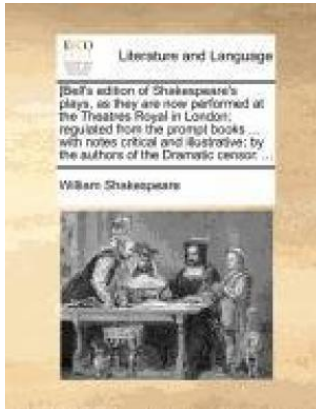 ECCO
Literature and Language
[Bell's edition of Shakespeare's
plays, as they are now performed at
the Theatres Royal in London;
regulated from the prompt books ...
with notes critical and illustrative; by
the authors of the Dramatic censor. ...
William Shakespeare